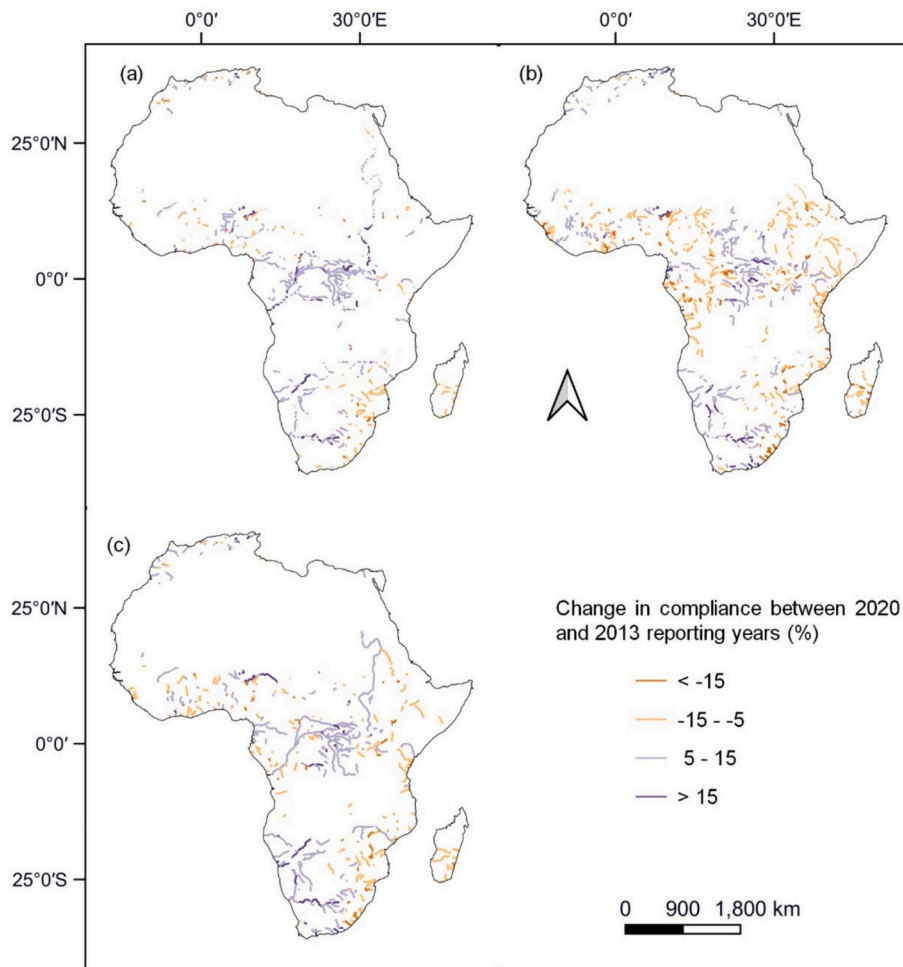 0°0′ 30°0′E 0°0′ 30°0′E
(a) (b)
25°0′N
0°0′
25°0′S
(c)
25°0′N
0°0′
25°0′S
Change in compliance between 2020
and 2013 reporting years (%)
< -15
-15 - -5
5 - 15
> 15
0 900 1,800 km